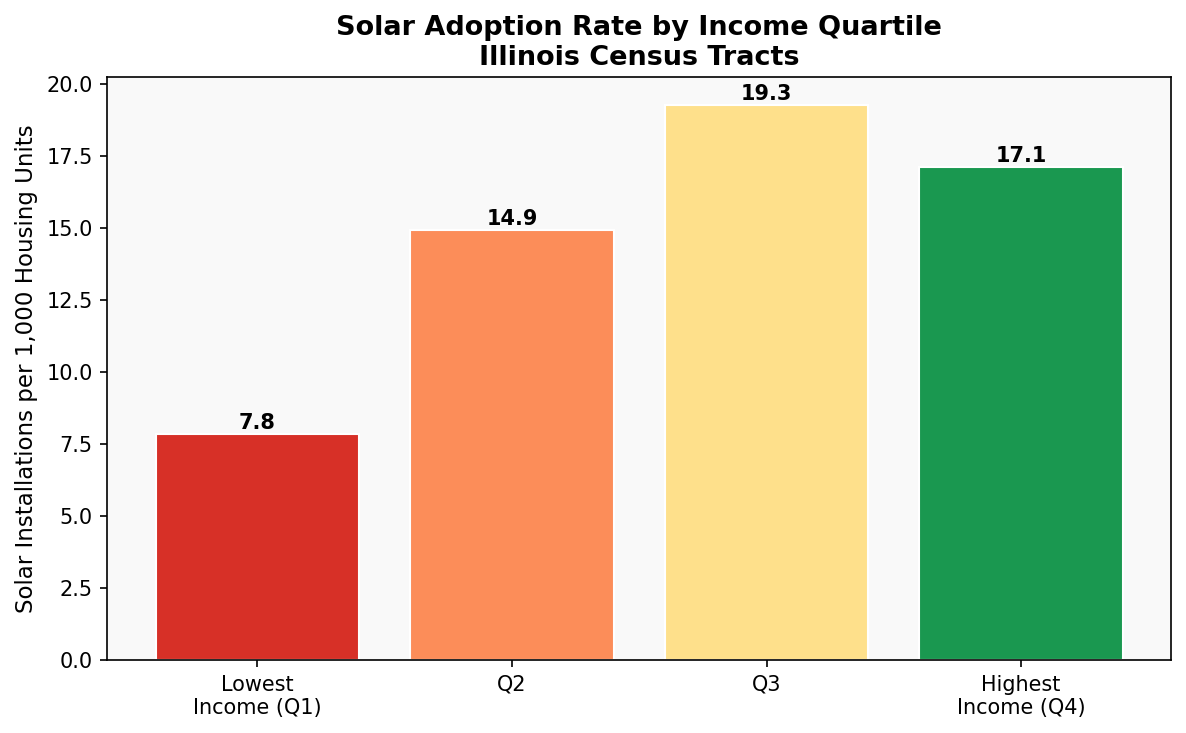 Solar Adoption Rate by Income Quartile
Illinois Census Tracts
Solar Installations per 1,000 Housing Units
20.0
17.5
15.0
12.5
10.0
7.5
5.0
2.5
0.0
7.8
14.9
19.3
17.1
Lowest
Income (Q1)
Q2
Q3
Highest
Income (Q4)